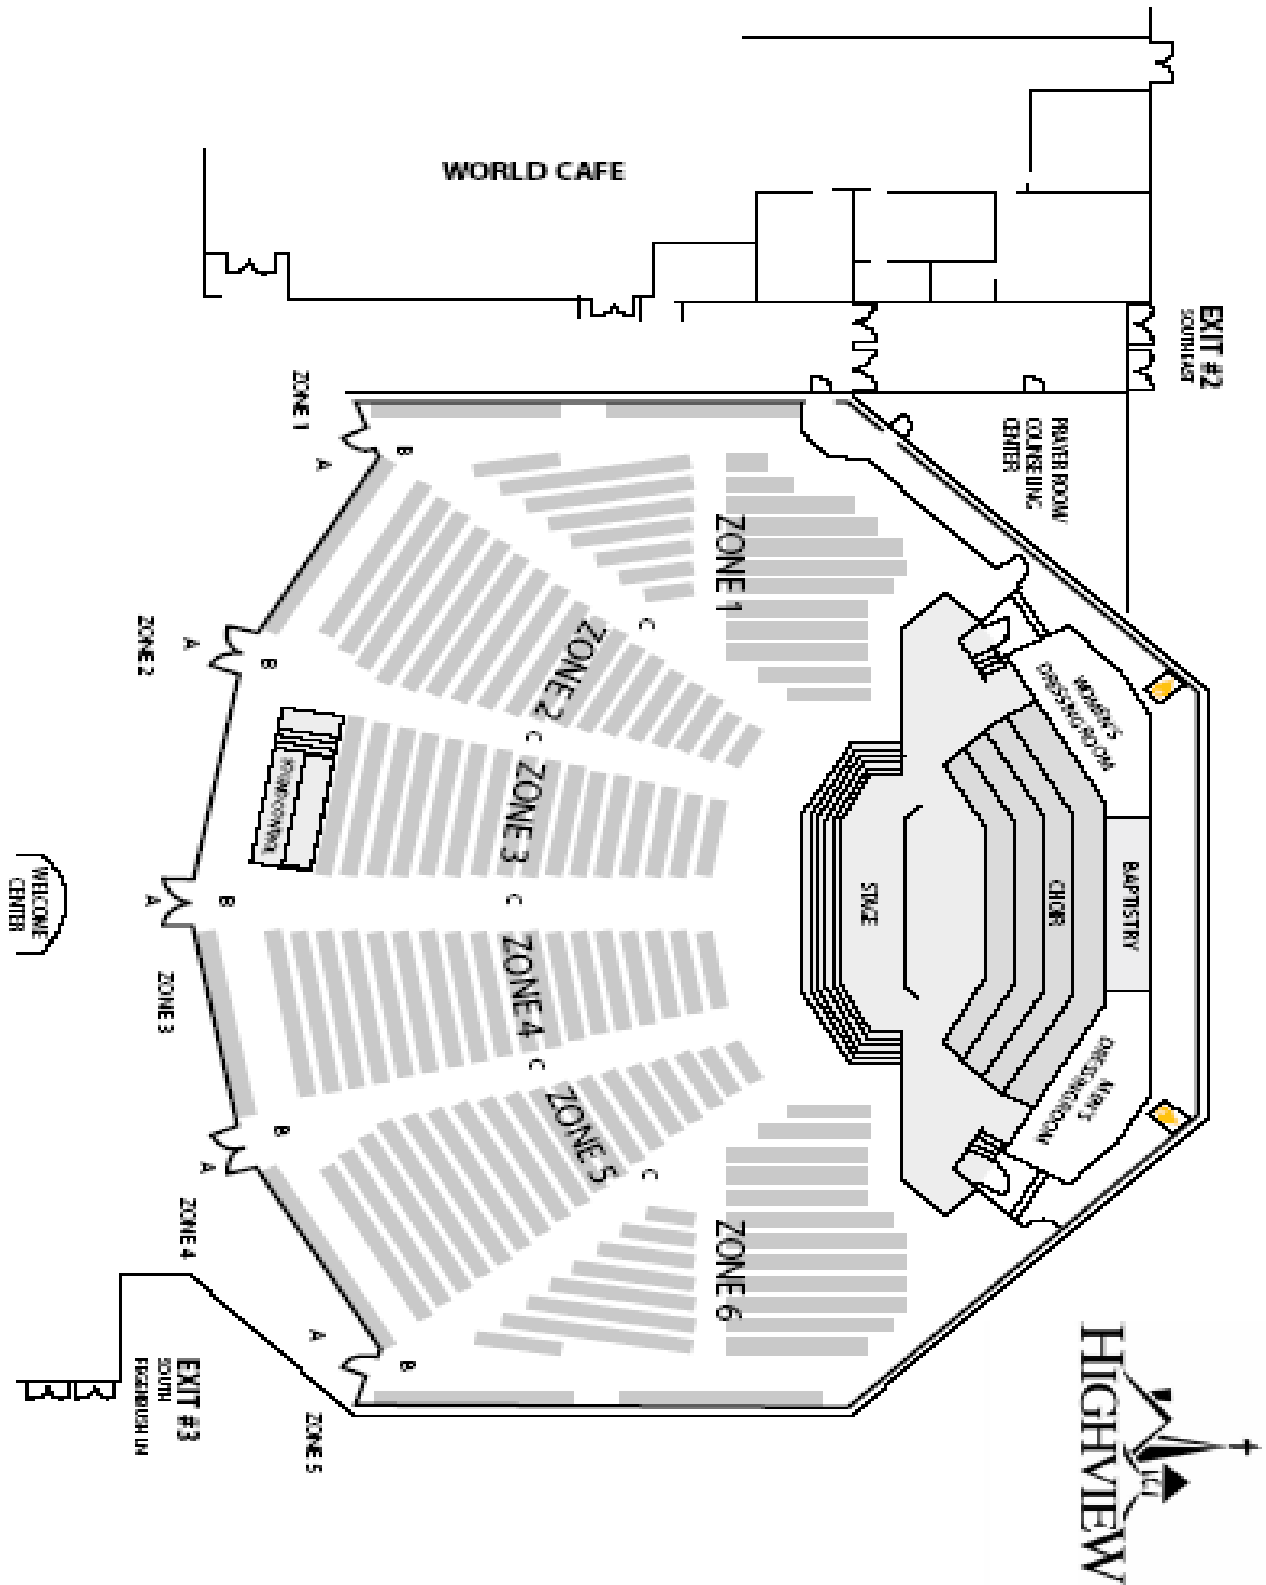 WORLD CAFE
EXIT #2
SOUTHEAST
ZONE 1
A
B
PRAYER ROOM/
COUNSELING
CENTER
ZONE 1
C
ZONE 2
A
B
ZONE 2
C
WOMEN'S
DRESSING ROOM
SOUND CONTROL
ZONE 3
C
WELCOME
CENTER
A
B
STAGE
CHOIR
BAPTISTRY
ZONE 3
ZONE 4
C
MEN'S
DRESSING ROOM
A
B
ZONE 5
C
ZONE 4
ZONE 6
A
B
EXIT #3
SOUTH
FEGENBUSH LN
ZONE 5
HIGHVIEW